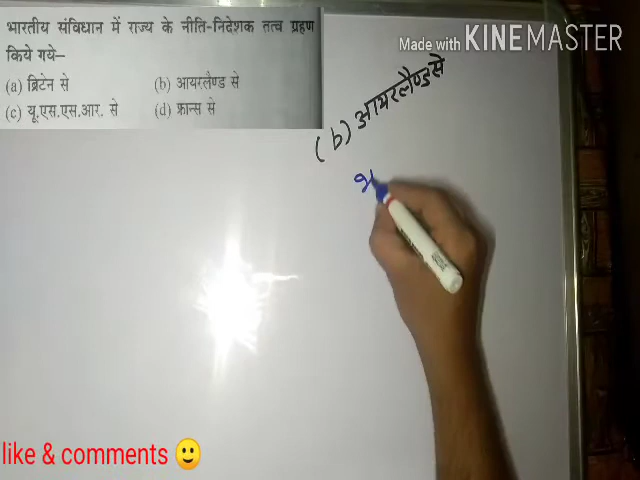 भारतीय संविधान में राज्य के नीति-निदेशक तत्व ग्रहण
किये गये–
(a) ब्रिटेन से (b) आयरलैण्ड से
(c) यू.एस.एस.आर. से (d) फ्रान्स से
Made with KINEMASTER
(b) आयरलैण्ड से
like & comments 🙂